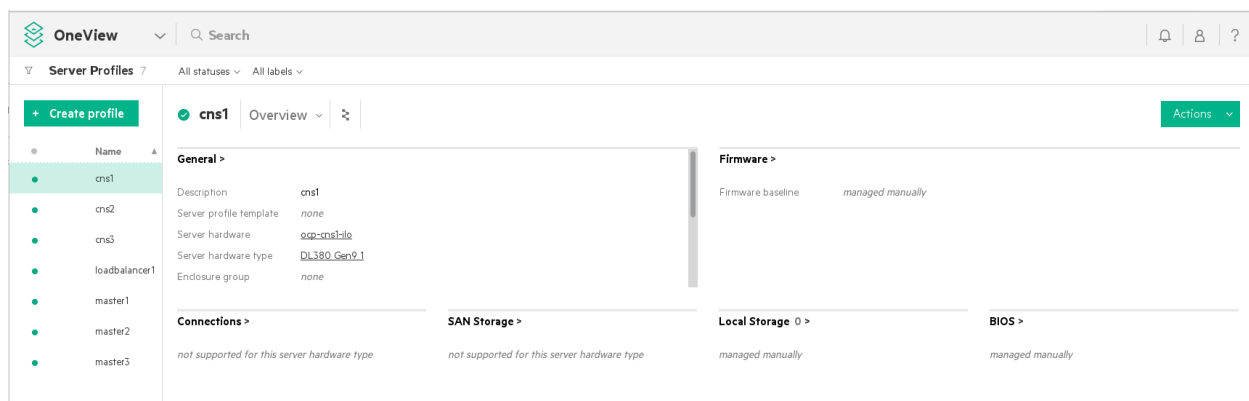 OneView Search ?
Server Profiles 7 All statuses All labels
+ Create profile
cns1 Overview Actions
Name
cns1
cns2
cns3
loadbalancer1
master1
master2
master3
General >
Description cns1
Server profile template none
Server hardware ocp-cns1-ilo
Server hardware type DL380 Gen9 1
Enclosure group none
Firmware >
Firmware baseline managed manually
Connections >
not supported for this server hardware type
SAN Storage >
not supported for this server hardware type
Local Storage 0 >
managed manually
BIOS >
managed manually